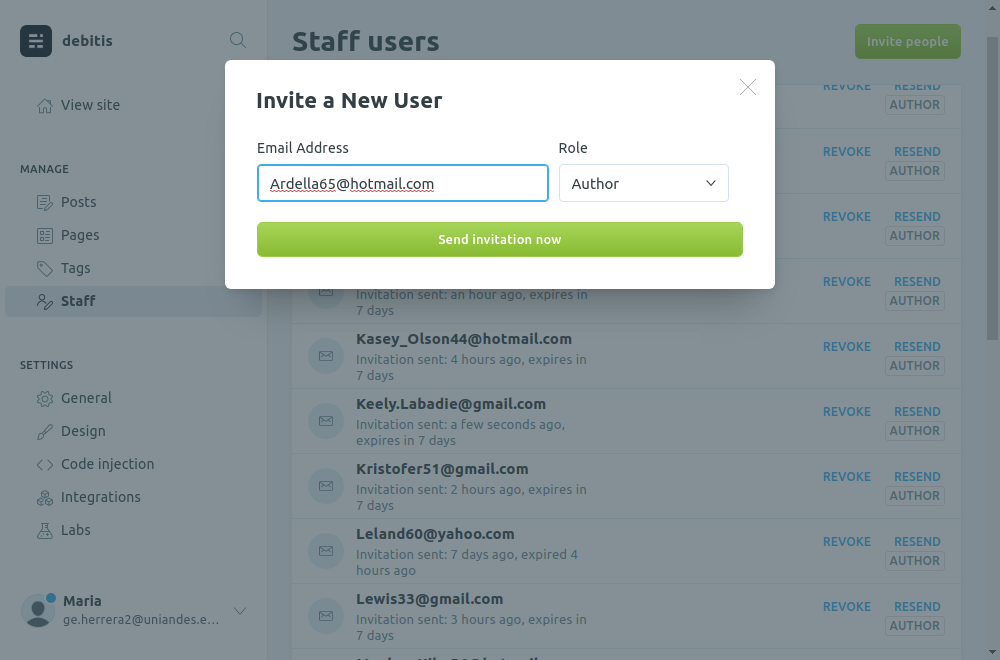 debitis
View site
MANAGE
Posts
Pages
Tags
Staff
SETTINGS
General
Design
Code injection
Integrations
Labs
Maria
ge.herrera2@uniandes.e...
Staff users
Invite people
Invite a New User
Email Address
Role
Ardella65@hotmail.com
Author
Send invitation now
REVOKE RESEND
AUTHOR
REVOKE RESEND
AUTHOR
REVOKE RESEND
AUTHOR
Invitation sent: an hour ago, expires in
7 days
REVOKE RESEND
AUTHOR
Kasey_Olson44@hotmail.com
Invitation sent: 4 hours ago, expires in
7 days
REVOKE RESEND
AUTHOR
Keely.Labadie@gmail.com
Invitation sent: a few seconds ago,
expires in 7 days
REVOKE RESEND
AUTHOR
Kristofer51@gmail.com
Invitation sent: 2 hours ago, expires in
7 days
REVOKE RESEND
AUTHOR
Leland60@yahoo.com
Invitation sent: 7 days ago, expired 4
hours ago
REVOKE RESEND
AUTHOR
Lewis33@gmail.com
Invitation sent: 3 hours ago, expires in
7 days
REVOKE RESEND
AUTHOR